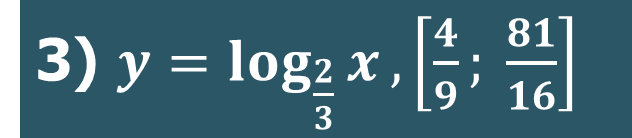 3) y = log_{2/3} x, [4/9; 81/16]